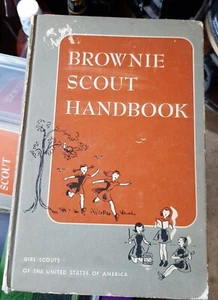 BROWNIE
SCOUT
HANDBOOK
GIRL SCOUTS
OF THE UNITED STATES OF AMERICA
SCOUT